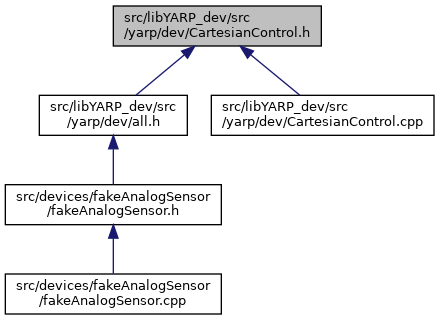 src/libYARP_dev/src
/yarp/dev/CartesianControl.h
src/libYARP_dev/src
/yarp/dev/all.h
src/libYARP_dev/src
/yarp/dev/CartesianControl.cpp
src/devices/fakeAnalogSensor
/fakeAnalogSensor.h
src/devices/fakeAnalogSensor
/fakeAnalogSensor.cpp